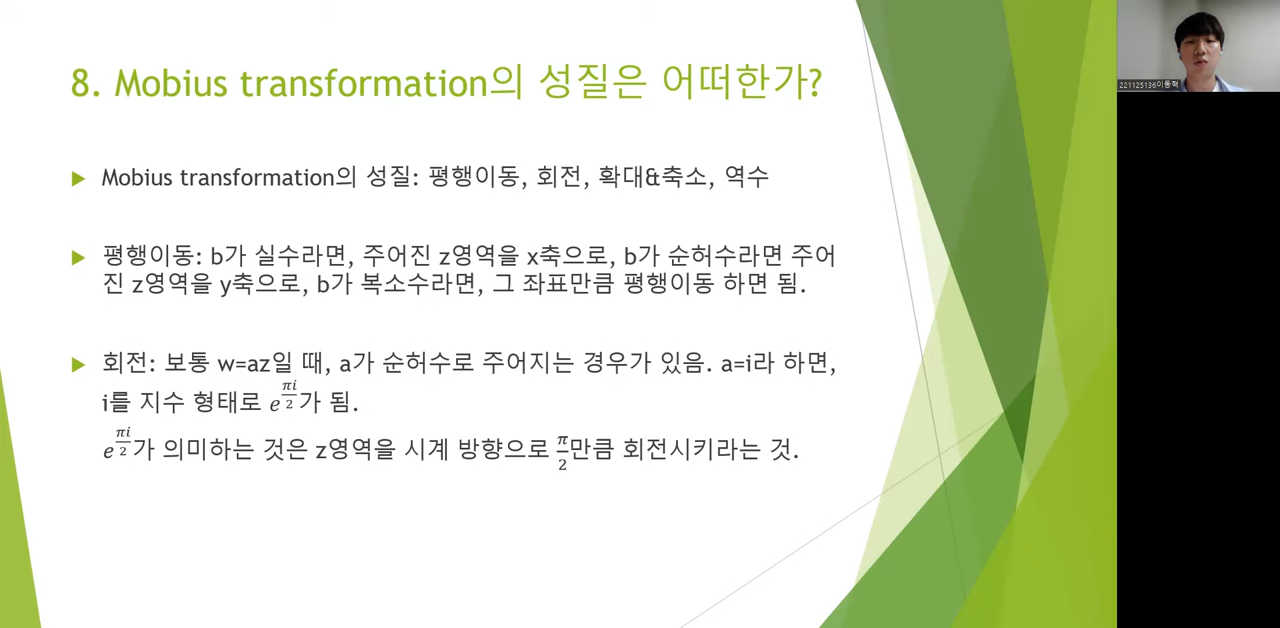 8. Mobius transformation의 성질은 어떠한가?
Mobius transformation의 성질: 평행이동, 회전, 확대&축소, 역수
평행이동: b가 실수라면, 주어진 z영역을 x축으로, b가 순허수라면 주어
진 z영역을 y축으로, b가 복소수라면, 그 좌표만큼 평행이동 하면 됨.
회전: 보통 w=az일 때, a가 순허수로 주어지는 경우가 있음. a=i라 하면,
i를 지수 형태로 e^{\frac{πi}{2}}가 됨.
e^{\frac{πi}{2}}가 의미하는 것은 z영역을 시계 방향으로 \frac{π}{2}만큼 회전시키라는 것.
221125136이동혁